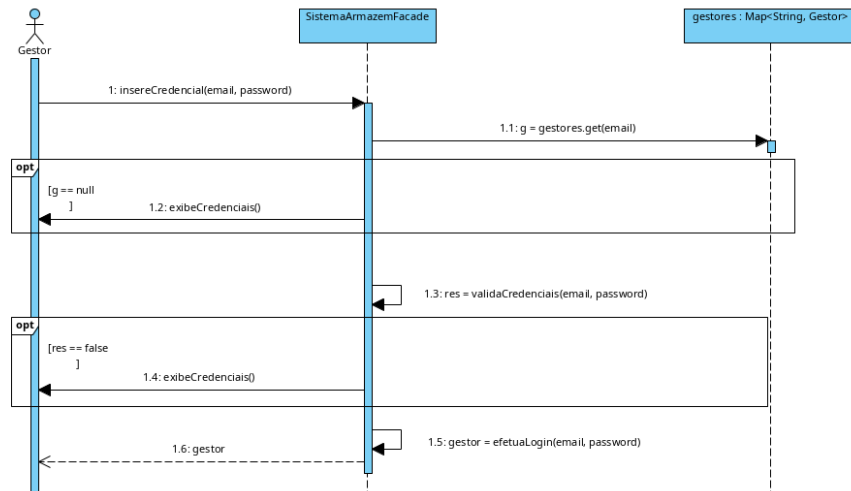 SistemaArmazemFacade
gestores : Map<String, Gestor>
Gestor
1: insereCredencial(email, password)
1.1: g = gestores.get(email)
opt
[g == null
]
1.2: exibeCredenciais()
1.3: res = validaCredenciais(email, password)
opt
[res == false
]
1.4: exibeCredenciais()
1.5: gestor = efetuaLogin(email, password)
1.6: gestor